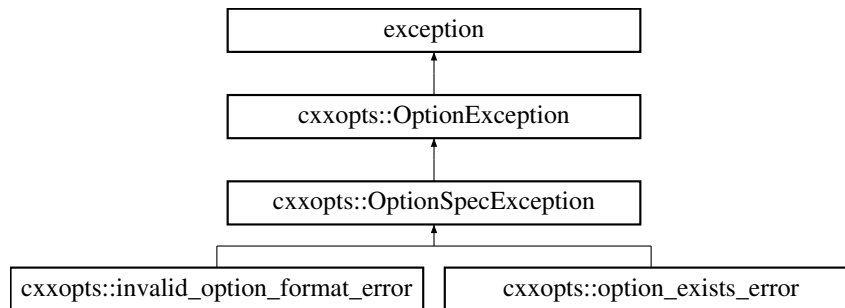 exception
cxxopts::OptionException
cxxopts::OptionSpecException
cxxopts::invalid_option_format_error
cxxopts::option_exists_error